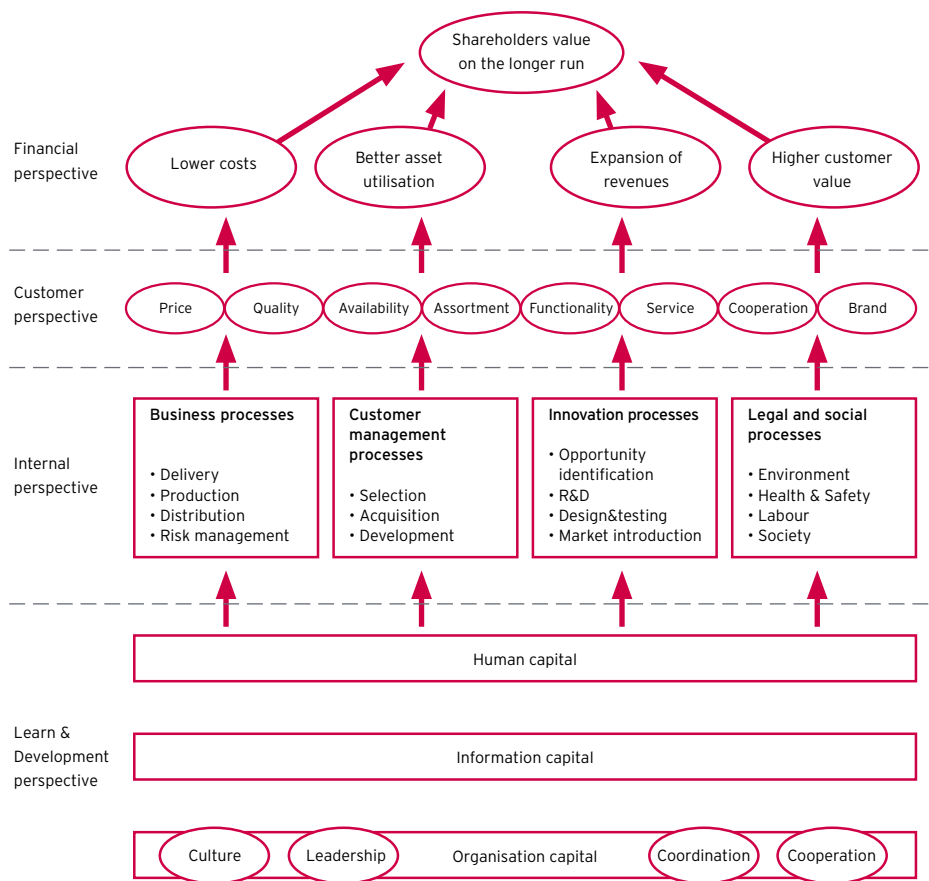 Shareholders value
on the longer run
Financial
perspective
Lower costs
Better asset
utilisation
Expansion of
revenues
Higher customer
value
Customer
perspective
Price
Quality
Availability
Assortment
Functionality
Service
Cooperation
Brand
Internal
perspective
Business processes
• Delivery
• Production
• Distribution
• Risk management
Customer
management
processes
• Selection
• Acquisition
• Development
Innovation processes
• Opportunity
identification
• R&D
• Design&testing
• Market introduction
Legal and social
processes
• Environment
• Health & Safety
• Labour
• Society
Learn &
Development
perspective
Human capital
Information capital
Culture
Leadership
Organisation capital
Coordination
Cooperation